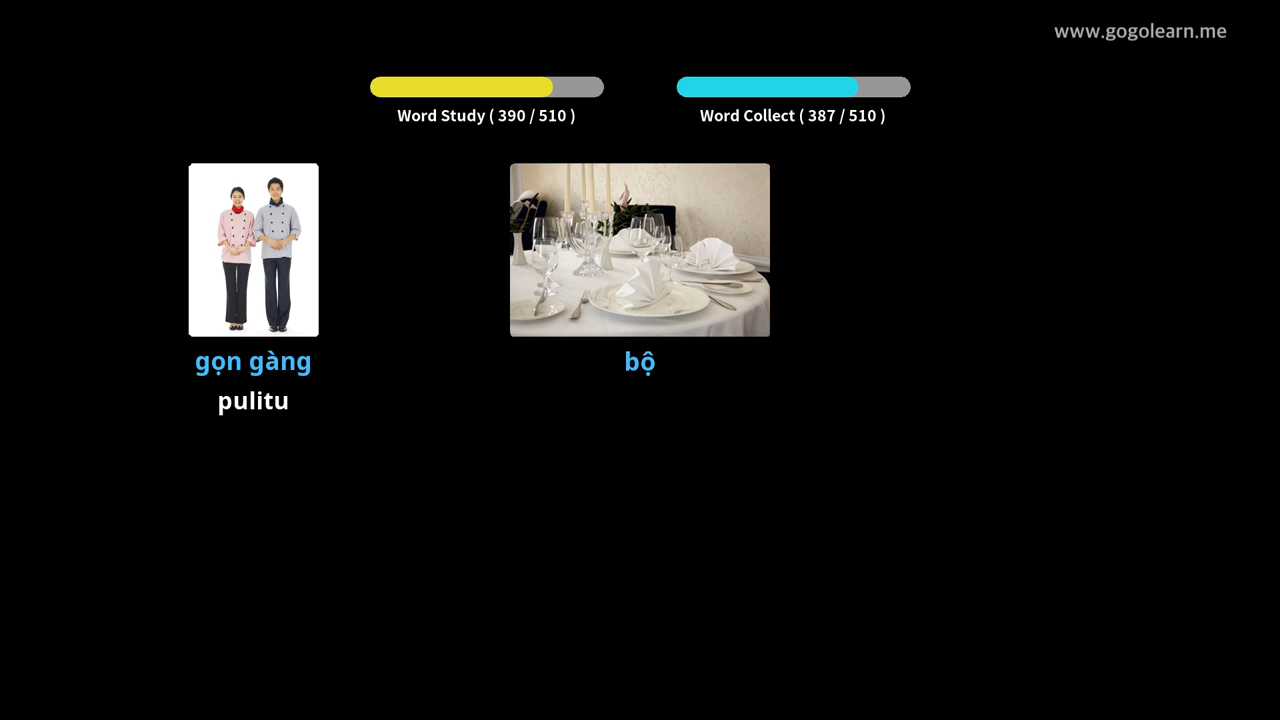 www.gogolearn.me
Word Study ( 390 / 510 )
Word Collect ( 387 / 510 )
gọn gàng
pulitu
bộ